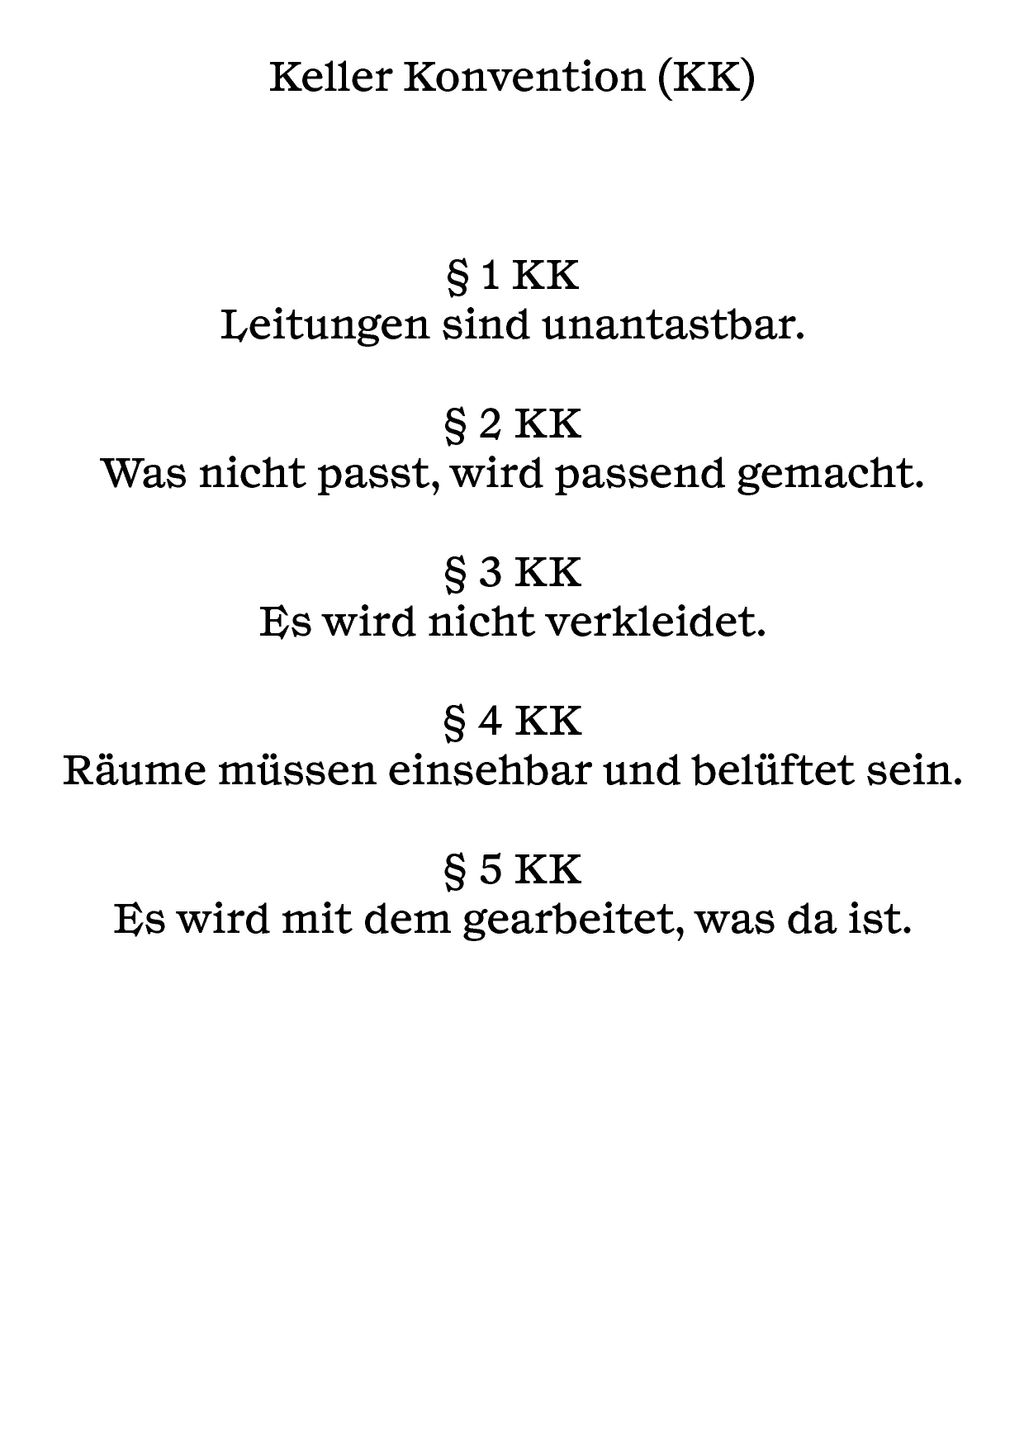 Keller Konvention (KK)
§ 1 KK
Leitungen sind unantastbar.
§ 2 KK
Was nicht passt, wird passend gemacht.
§ 3 KK
Es wird nicht verkleidet.
§ 4 KK
Räume müssen einsehbar und belüftet sein.
§ 5 KK
Es wird mit dem gearbeitet, was da ist.